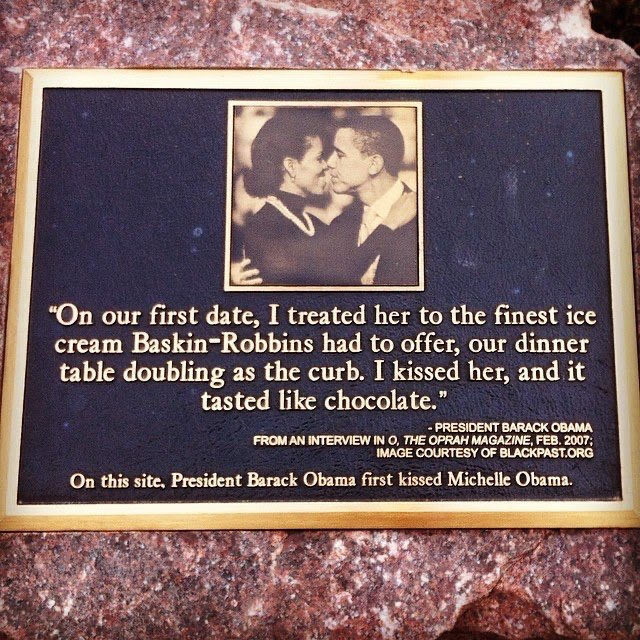 "On our first date, I treated her to the finest ice
cream Baskin-Robbins had to offer, our dinner
table doubling as the curb. I kissed her, and it
tasted like chocolate."
- PRESIDENT BARACK OBAMA
FROM AN INTERVIEW IN O, THE OPRAH MAGAZINE, FEB. 2007;
IMAGE COURTESY OF BLACKPAST.ORG
On this site, President Barack Obama first kissed Michelle Obama.